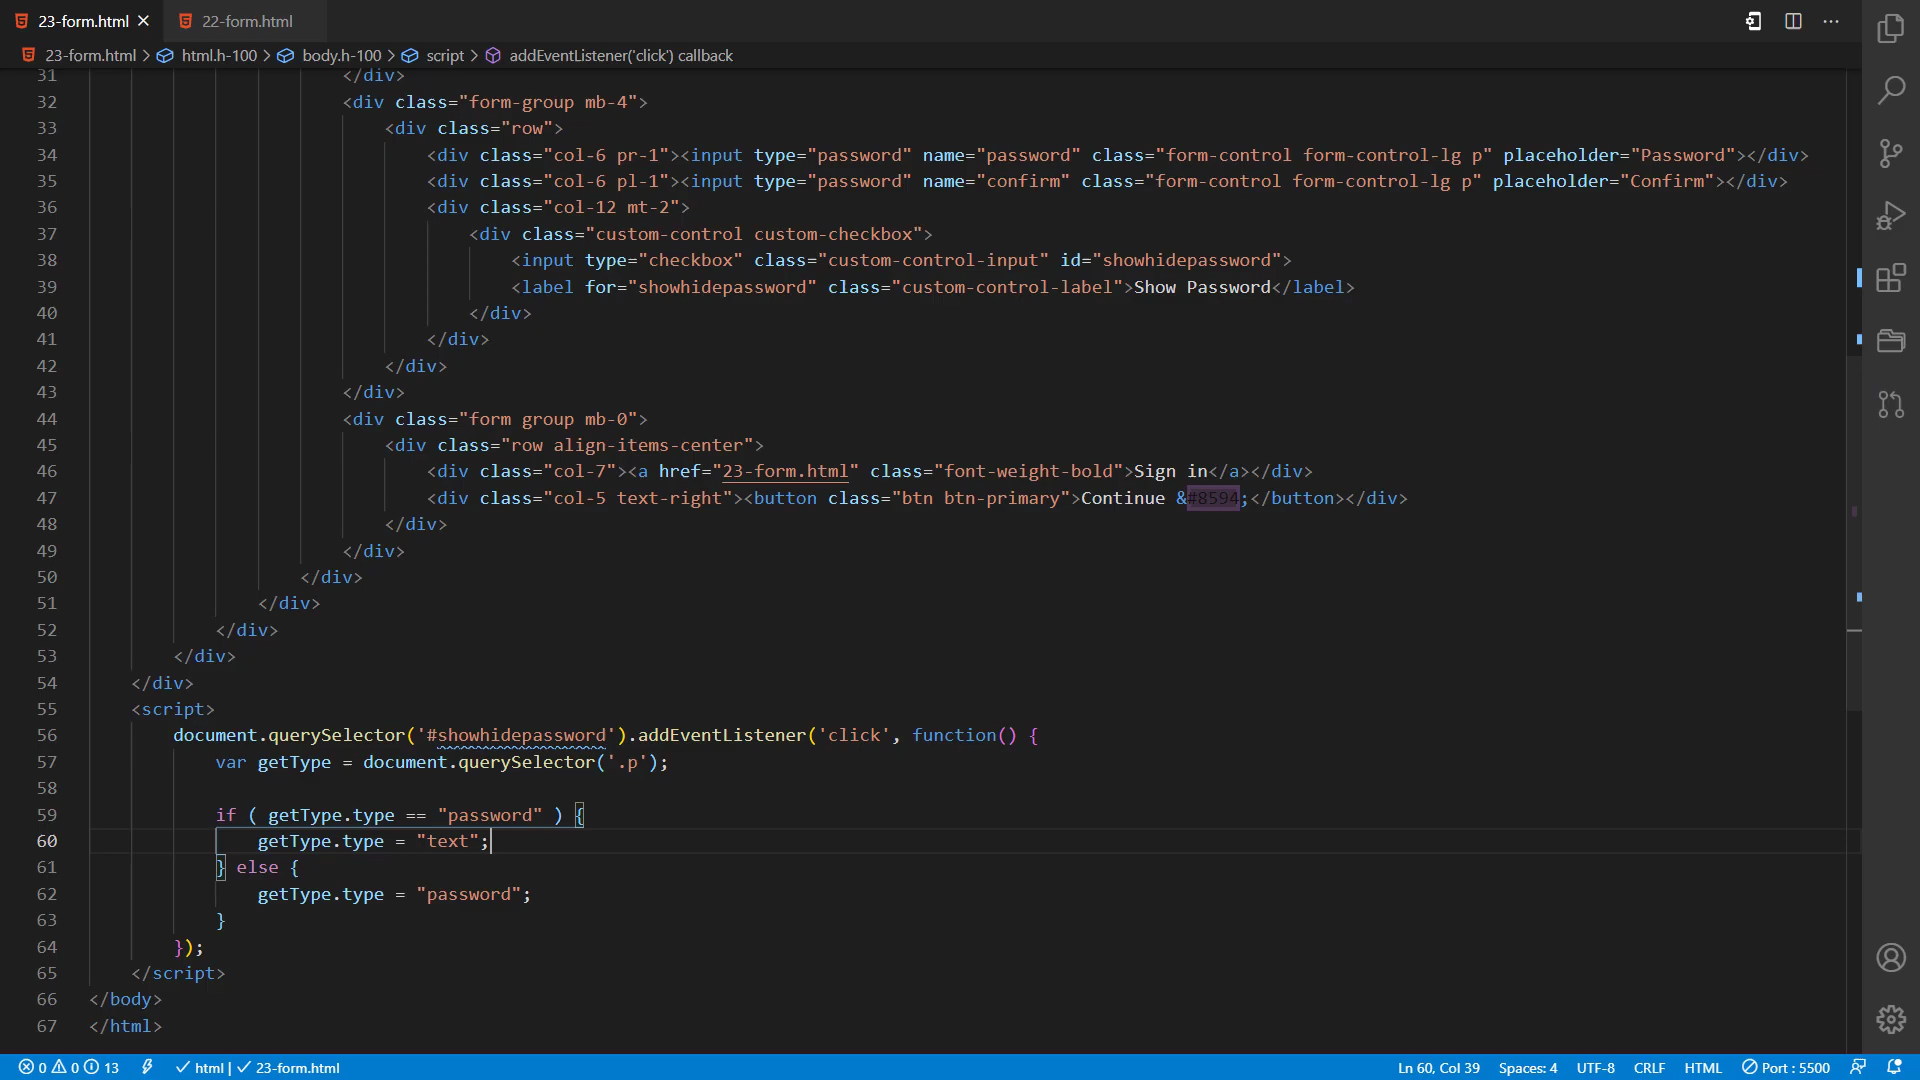 23-form.html
22-form.html
23-form.html > html.h-100 > body.h-100 > script > addEventListener('click') callback
31 </div>
32 <div class="form-group mb-4">
33 <div class="row">
34 <div class="col-6 pr-1"><input type="password" name="password" class="form-control form-control-lg p" placeholder="Password"></div>
35 <div class="col-6 pl-1"><input type="password" name="confirm" class="form-control form-control-lg p" placeholder="Confirm"></div>
36 <div class="col-12 mt-2">
37 <div class="custom-control custom-checkbox">
38 <input type="checkbox" class="custom-control-input" id="showhidepassword">
39 <label for="showhidepassword" class="custom-control-label">Show Password</label>
40 </div>
41 </div>
42 </div>
43 </div>
44 <div class="form group mb-0">
45 <div class="row align-items-center">
46 <div class="col-7"><a href="23-form.html" class="font-weight-bold">Sign in</a></div>
47 <div class="col-5 text-right"><button class="btn btn-primary">Continue &#8594;</button></div>
48 </div>
49 </div>
50 </div>
51 </div>
52 </div>
53 </div>
54 </div>
55 <script>
56 document.querySelector('#showhidepassword').addEventListener('click', function() {
57 var getType = document.querySelector('.p');
58
59 if ( getType.type == "password" ) {
60 getType.type = "text";
61 } else {
62 getType.type = "password";
63 }
64 });
65 </script>
66 </body>
67 </html>
0 0 13 html | 23-form.html Ln 60, Col 39 Spaces: 4 UTF-8 CRLF HTML Port : 5500